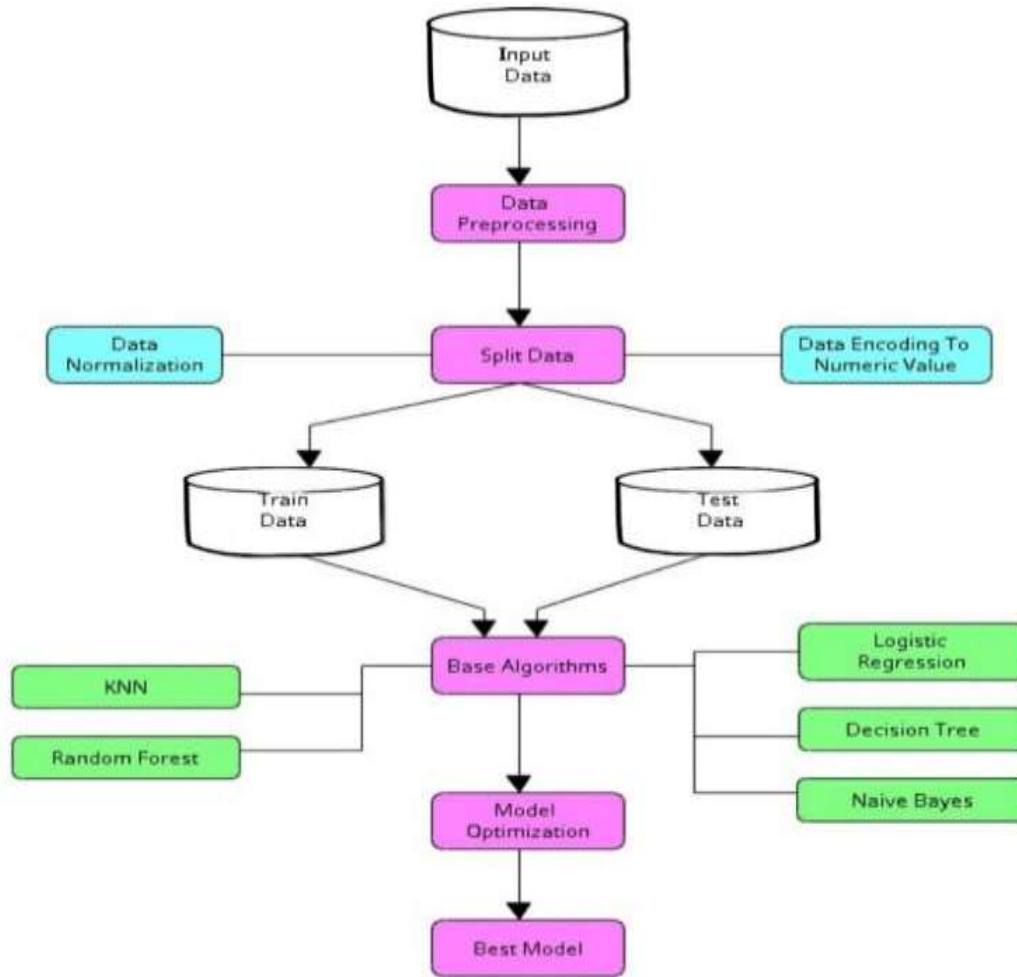 Input
Data
Data
Preprocessing
Data
Normalization
Split Data
Data Encoding To
Numeric Value
Train
Data
Test
Data
Base Algorithms
Logistic
Regression
KNN
Decision Tree
Random Forest
Naive Bayes
Model
Optimization
Best Model